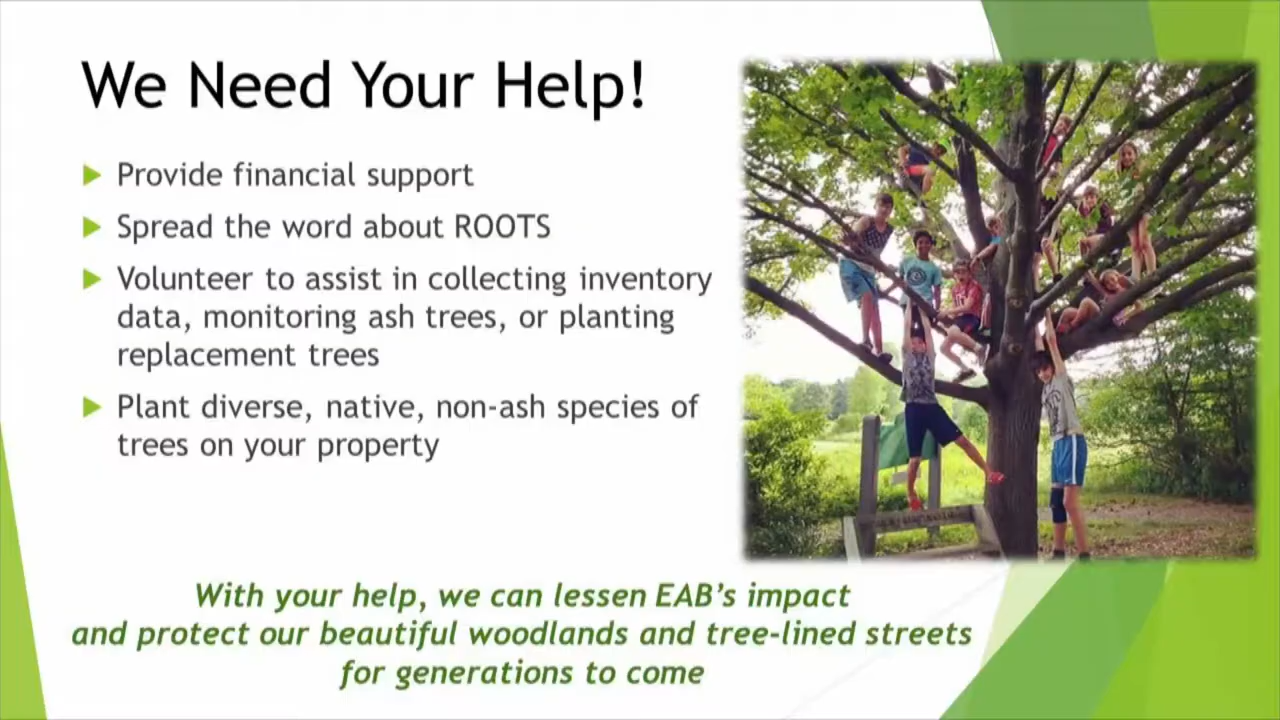 We Need Your Help!
Provide financial support
Spread the word about ROOTS
Volunteer to assist in collecting inventory
data, monitoring ash trees, or planting
replacement trees
Plant diverse, native, non-ash species of
trees on your property
With your help, we can lessen EAB's impact
and protect our beautiful woodlands and tree-lined streets
for generations to come